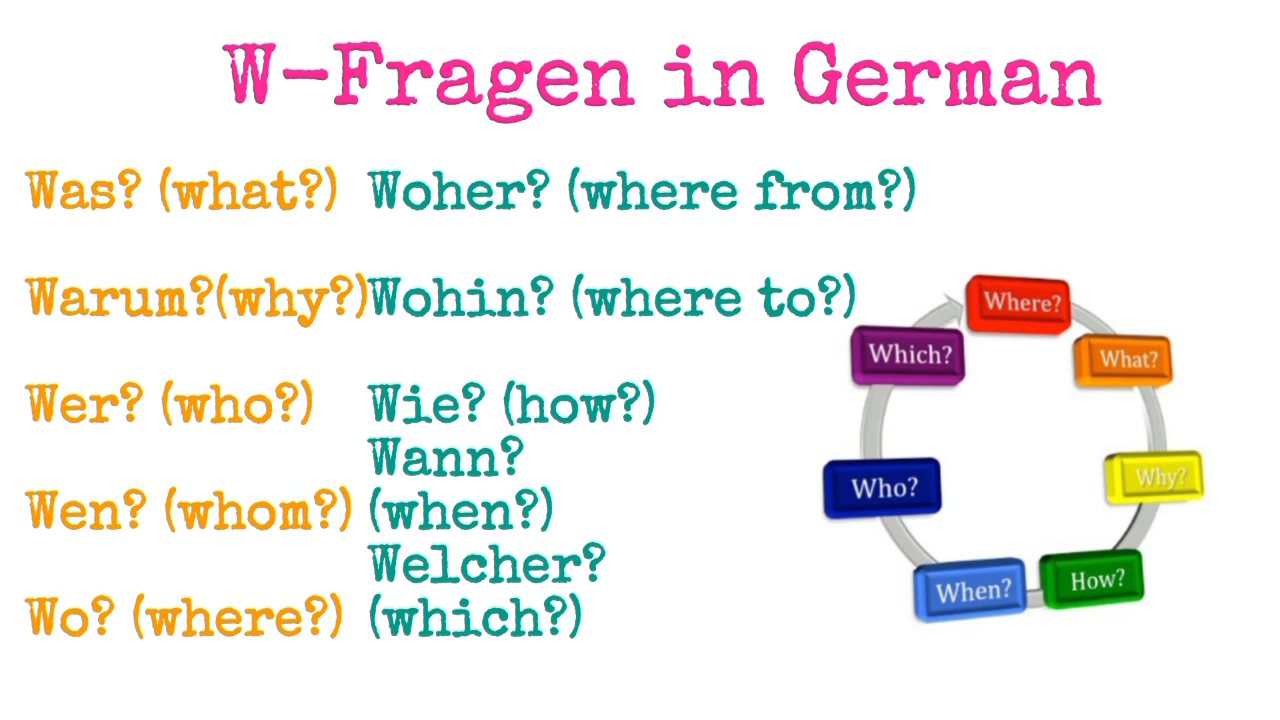 W-Fragen in German
Was? (what?)
Warum?(why?)
Wer? (who?)
Wen? (whom?)
Wo? (where?)
Woher? (where from?)
Wohin? (where to?)
Wie? (how?)
Wann?
(when?)
Welcher?
(which?)
Where?
What?
Why?
How?
When?
Who?
Which?